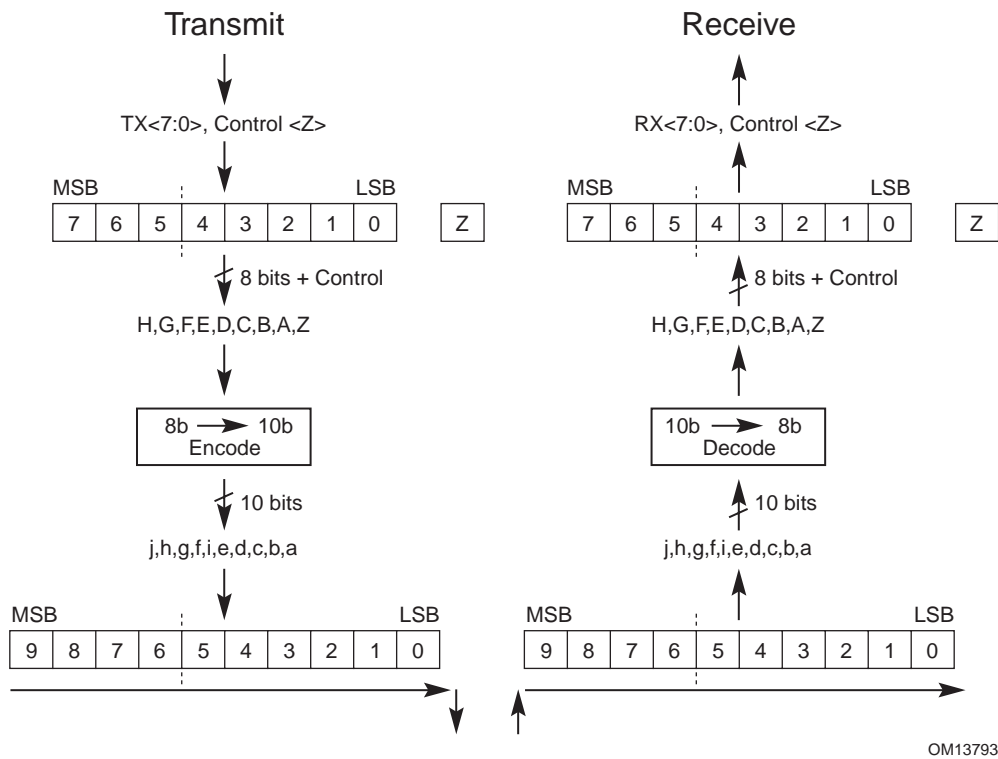 Transmit
TX<7:0>, Control <Z>
MSB LSB
7 6 5 4 3 2 1 0 Z
8 bits + Control
H,G,F,E,D,C,B,A,Z
8b 10b
Encode
10 bits
j,h,g,f,i,e,d,c,b,a
MSB LSB
9 8 7 6 5 4 3 2 1 0
Receive
RX<7:0>, Control <Z>
MSB LSB
7 6 5 4 3 2 1 0 Z
8 bits + Control
H,G,F,E,D,C,B,A,Z
10b 8b
Decode
10 bits
j,h,g,f,i,e,d,c,b,a
MSB LSB
9 8 7 6 5 4 3 2 1 0
OM13793